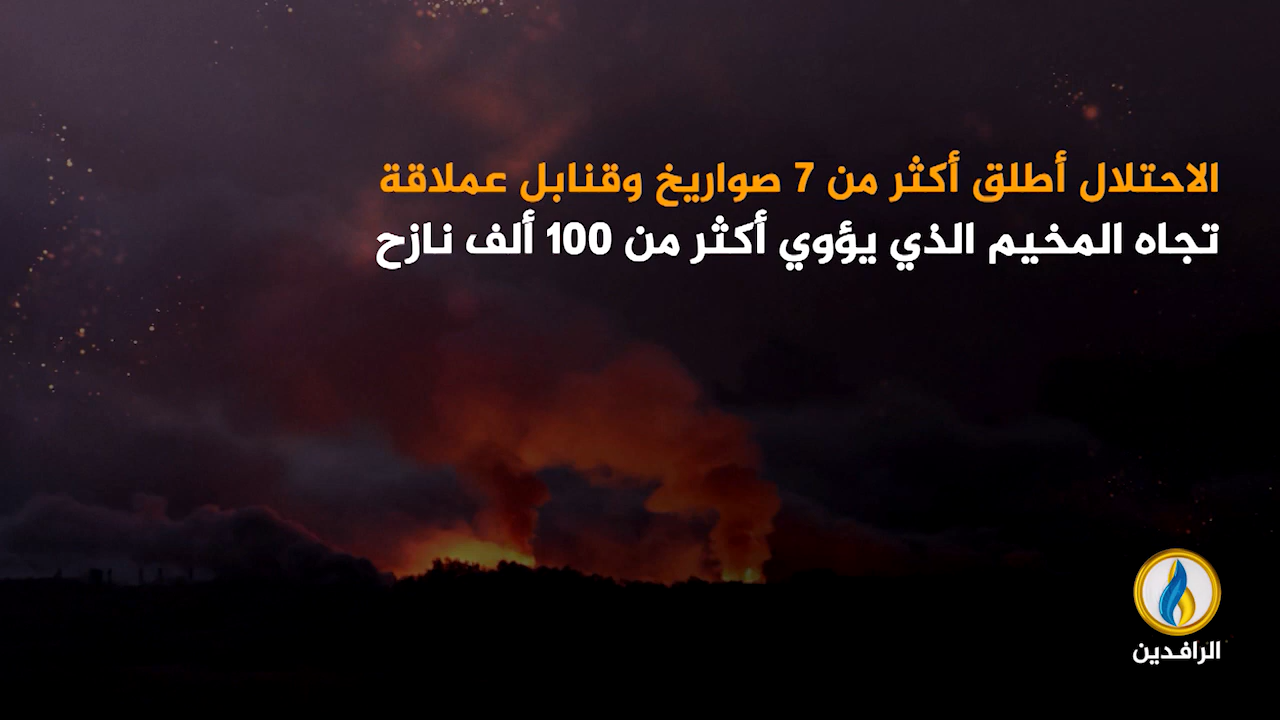 الاحتلال أطلق أكثر من 7 صواريخ وقنابل عملاقة
تجاه المخيم الذي يؤوي أكثر من 100 ألف نازح
الرافدين